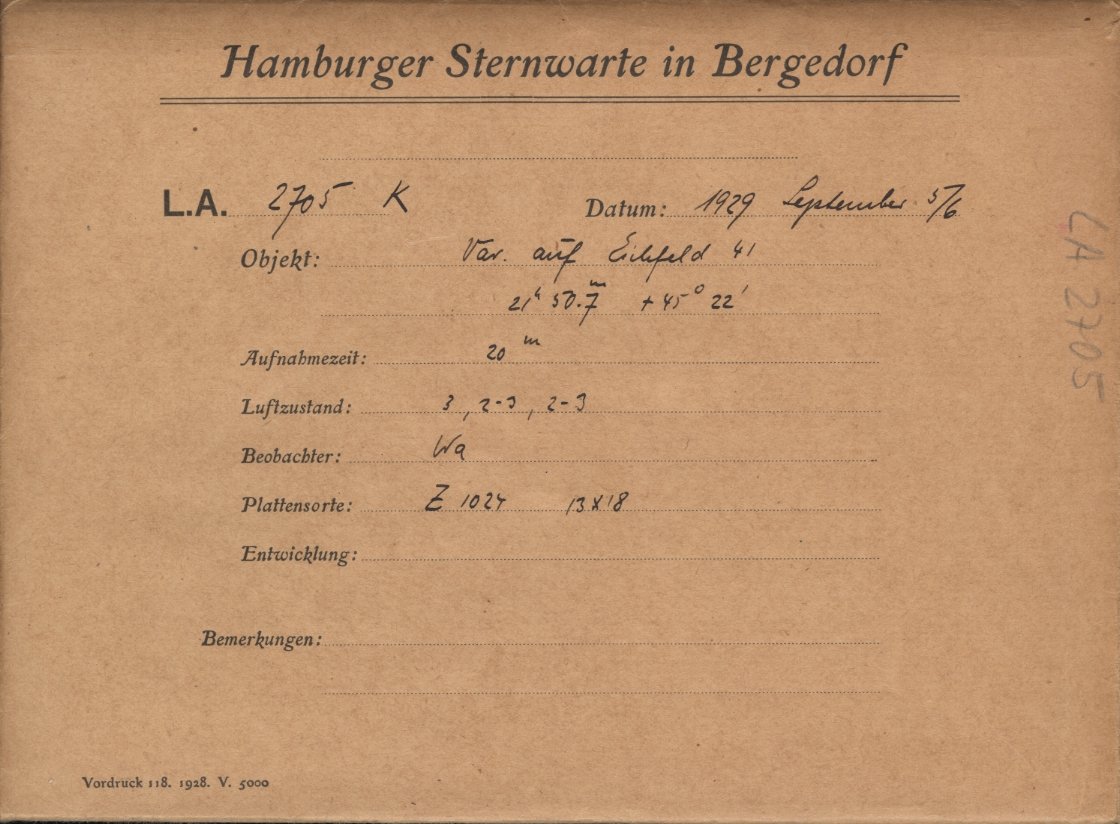 Hamburger Sternwarte in Bergedorf
L.A. 2705 K
Datum: 1929 September 5/6
Objekt: Var. auf Eichfeld 41
21h 50.7m +45° 22'
Aufnahmezeit: 20m
Luftzustand: 3, 2-3, 2-3
Beobachter: Wa
Plattensorte: Z 1024 13x18
Entwicklung:
Bemerkungen:
Vordruck 118. 1928. V. 5000
LA 2705